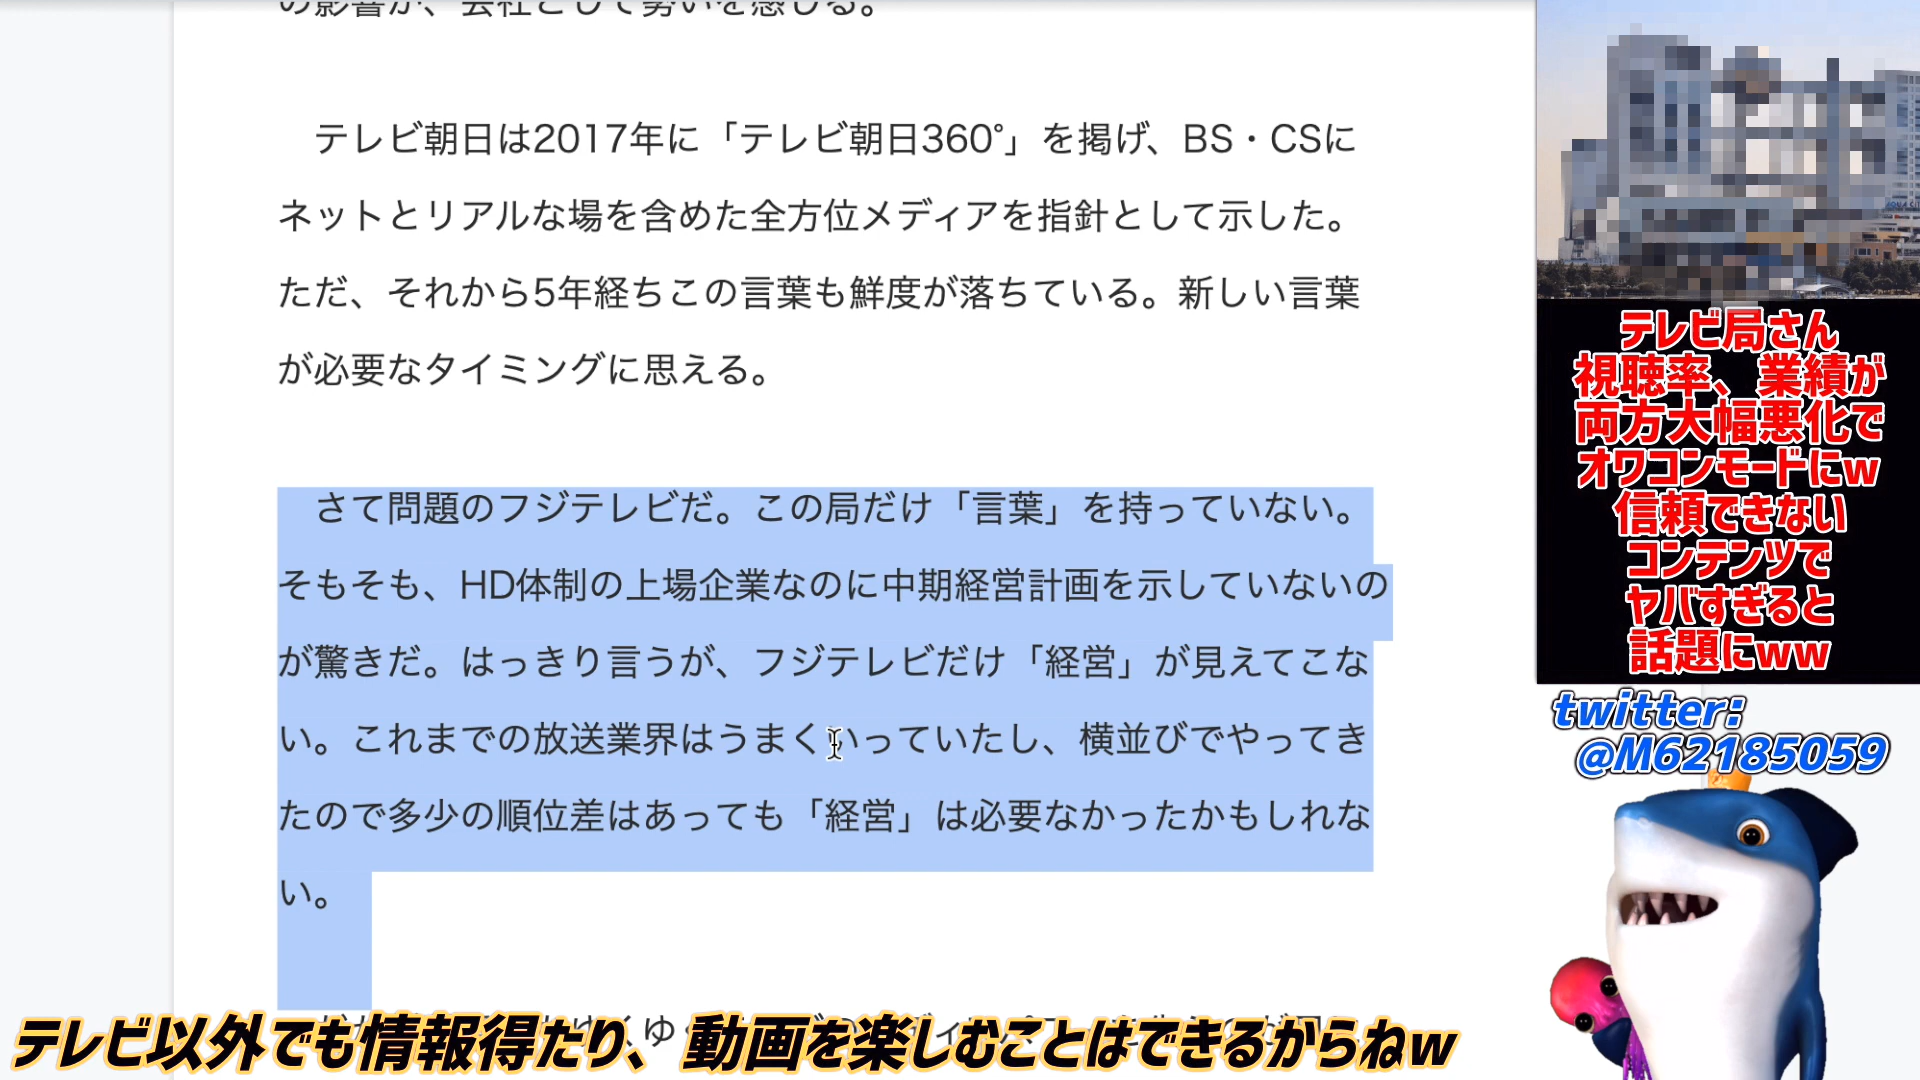 の影響か、会社として勢いを感じる。
テレビ朝日は2017年に「テレビ朝日360°」を掲げ、BS・CSに
ネットとリアルな場を含めた全方位メディアを指針として示した。
ただ、それから5年経ちこの言葉も鮮度が落ちている。新しい言葉
が必要なタイミングに思える。
さて問題のフジテレビだ。この局だけ「言葉」を持っていない。
そもそも、HD体制の上場企業なのに中期経営計画を示していないの
が驚きだ。はっきり言うが、フジテレビだけ「経営」が見えてこな
い。これまでの放送業界はうまくいっていたし、横並びでやってき
たので多少の順位差はあっても「経営」は必要なかったかもしれな
い。
テレビ以外でも情報得たり、動画を楽しむことはできるからねw
テレビ局さん
視聴率、業績が
両方大幅悪化で
オワコンモードにw
信頼できない
コンテンツで
ヤバすぎると
話題にww
twitter:
@M62185059